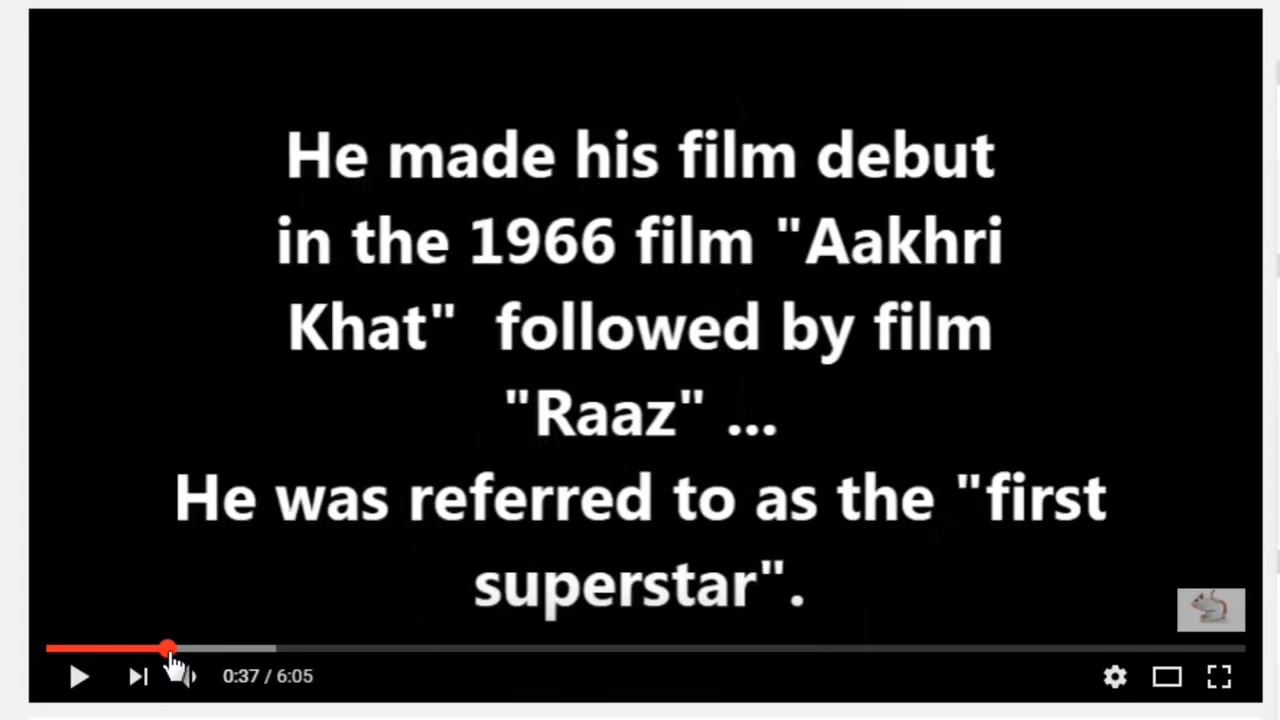 He made his film debut
in the 1966 film "Aakhri
Khat"  followed by film
"Raaz" ...
He was referred to as the "first
superstar".
0:37 / 6:05